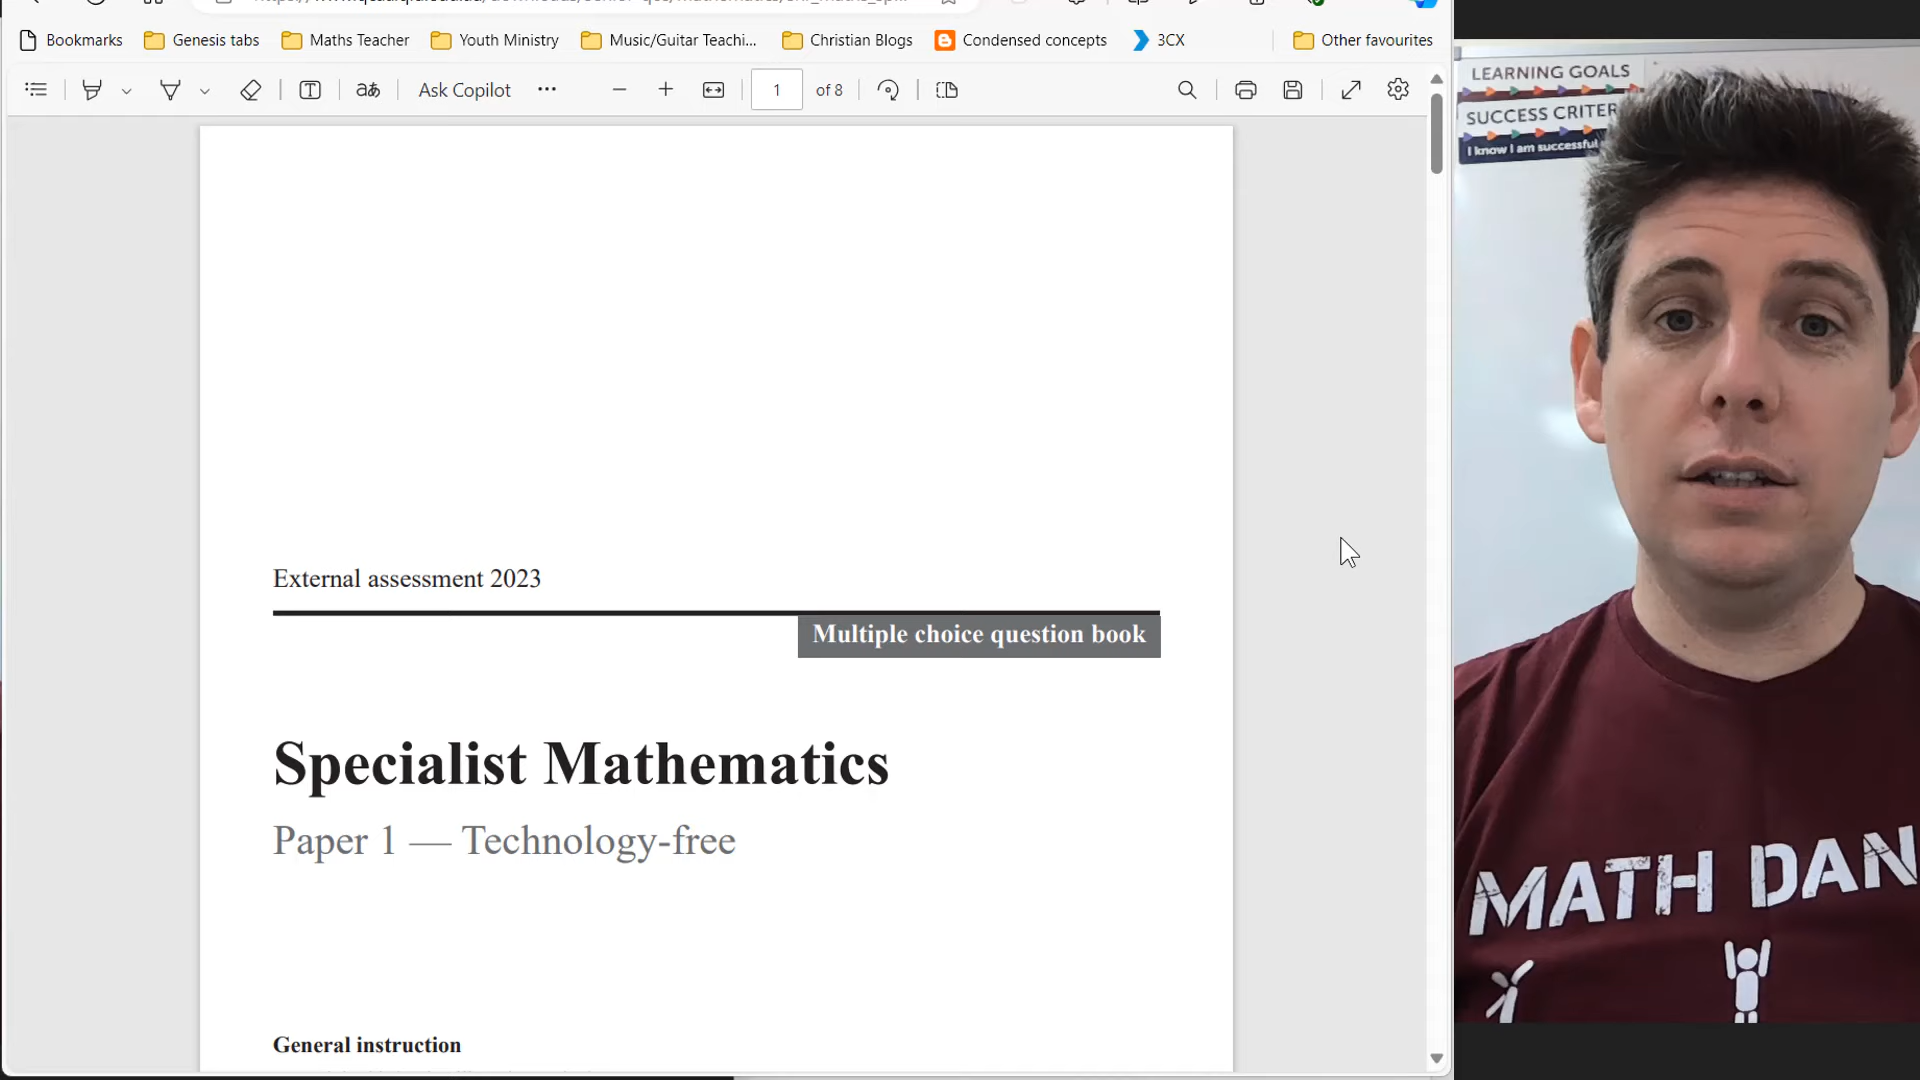 Bookmarks Genesis tabs Maths Teacher Youth Ministry Music/Guitar Teachi... Christian Blogs Condensed concepts 3CX Other favourites
Ask Copilot ... 1 of 8
External assessment 2023
Multiple choice question book
Specialist Mathematics
Paper 1 — Technology-free
General instruction
LEARNING GOALS
SUCCESS CRITER
I know I am successful
MATH DAN